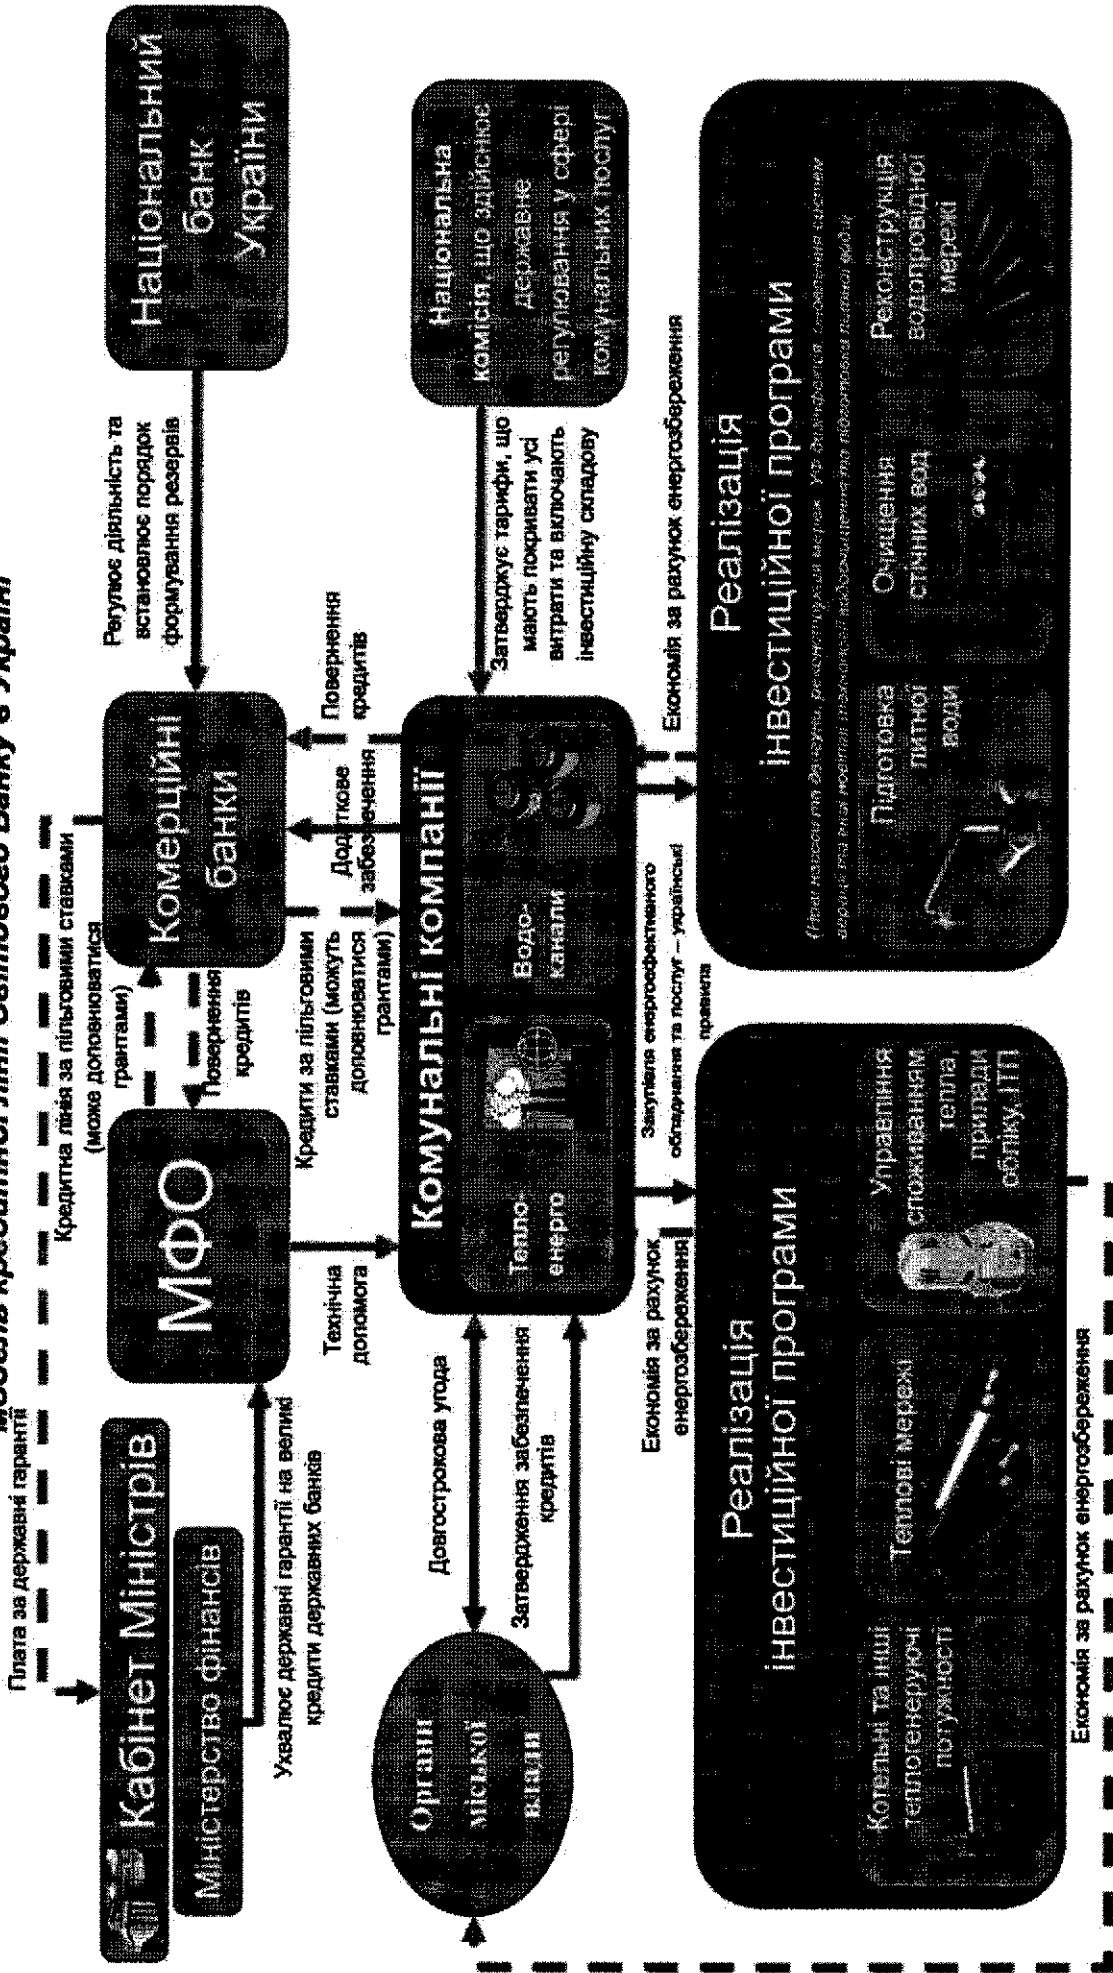 Модель кредитної лінії Світового Банку в Україні
Плата за державні гарантії
Кредитна лінія за пільговими ставками
(може доповнюватися
грантами)
Кабінет Міністрів
Міністерство фінансів
МФО
Повернення
кредитів
Комерційні
банки
Регулює діяльність та
встановлює порядок
формування резервів
Національний
банк
України
Ухвалює державні гарантії на великі
кредити державних банків
Технічна
допомога
Кредити за пільговими
ставками (можуть
доповнюватися
грантами)
Додаткове
забезпечення
Повернення
кредитів
Органи
міської
влади
Довгострокова угода
Затвердження забезпечення
кредитів
Комунальні компанії
Тепло-
енерго
Водо-
канали
Затверджує тарифи, що
мають покривати усі
витрати та включають
інвестиційну складову
Національна
комісія, що здійснює
державне
регулювання у сфері
комунальних послуг
Економія за рахунок
енергозбереження
Закупівля енергоефективного
обладнання та послуг – українські
правила
Економія за рахунок енергозбереження
Реалізація
інвестиційної програми
Котельні та інші
теплогенеруючі
потужності
Теплові мережі
Управління
споживанням
тепла,
прилади
обліку, ІТП
Реалізація
інвестиційної програми
Підготовка
питної
води
Очищення
стічних вод
Реконструкція
водопровідної
мережі
Економія за рахунок енергозбереження